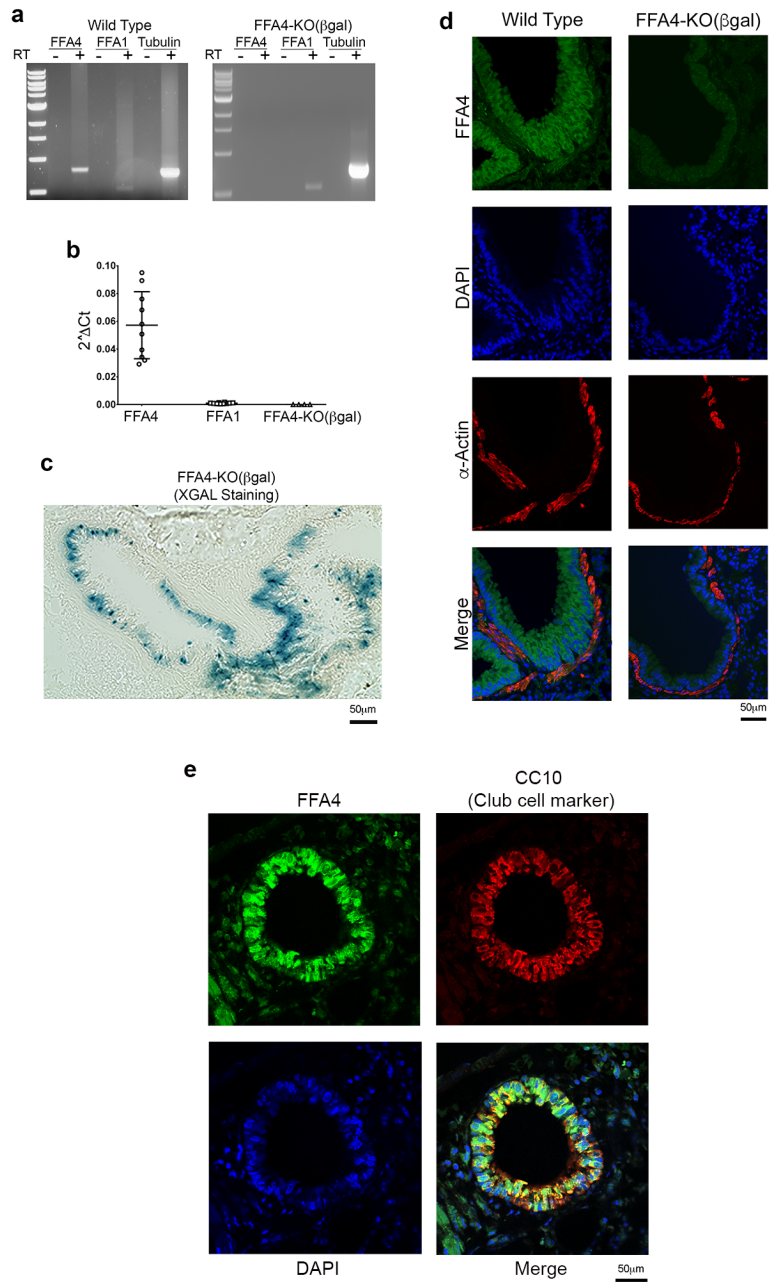 a
Wild Type
FFA4 FFA1 Tubulin
RT - + - + - +
FFA4-KO(βgal)
FFA4 FFA1 Tubulin
RT - + - + - +
b
2^ΔCt
0.10
0.08
0.06
0.04
0.02
0.00
FFA4 FFA1 FFA4-KO(βgal)
c
FFA4-KO(βgal)
(XGAL Staining)
50μm
d
Wild Type FFA4-KO(βgal)
FFA4
DAPI
α-Actin
Merge
50μm
e
FFA4
CC10
(Club cell marker)
DAPI
Merge
50μm